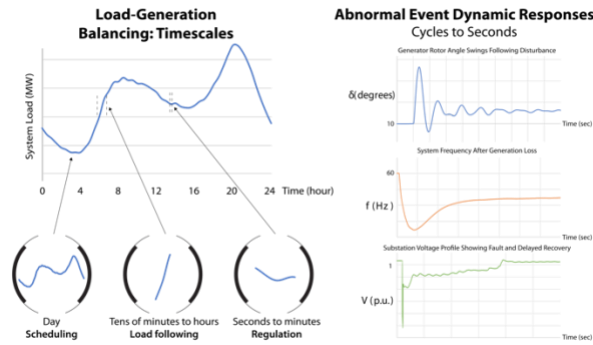 Load-Generation
Balancing: Timescales
System Load (MW)
0 4 8 12 16 20 24 Time (hour)
Day
Scheduling
Tens of minutes to hours
Load following
Seconds to minutes
Regulation
Abnormal Event Dynamic Responses
Cycles to Seconds
Generator Rotor Angle Swings Following Disturbance
δ(degrees)
10
Time (sec)
System Frequency After Generation Loss
60
f (Hz)
Time (sec)
Substation Voltage Profile Showing Fault and Delayed Recovery
1
V (p.u.)
Time (sec)